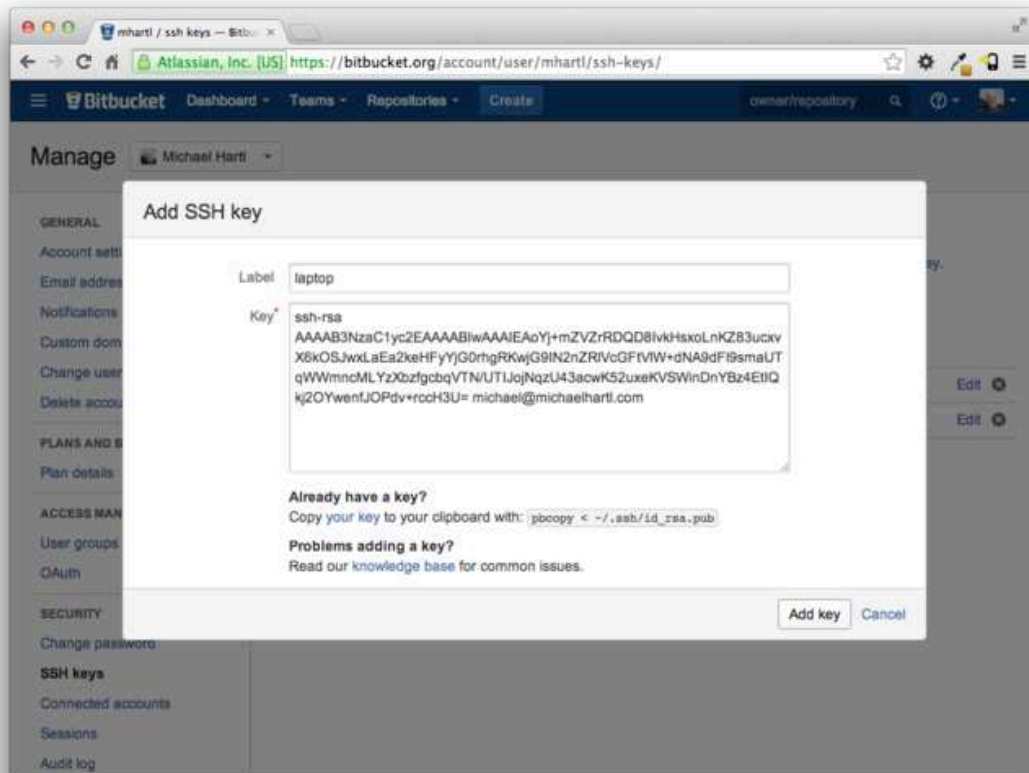 mhartl / ssh keys — Bitbu
Atlassian, Inc. [US] https://bitbucket.org/account/user/mhartl/ssh-keys/
Bitbucket Dashboard Teams Repositories Create owner/repository
Manage Michael Hartl
Add SSH key
GENERAL
Account setti
Label laptop
ay.
Email addres
Notifications
Key* ssh-rsa
AAAAB3NzaC1yc2EAAAABIwAAAIEAoYj+mZVZrRDQD8IvkHsxoLnKZ83ucxv
X6kOSJwxLaEa2keHFyYjG0rhgRKwjG9IN2nZRIVcGFtVlW+dNA9dFl9smaUT
qWWmncMLYzXbzfgcbqVTN/UTIJojNqzU43acwK52uxeKVSWinDnYBz4EtlQ
kj2OYwenfJOPdv+rccH3U= michael@michaelhartl.com
Custom dom
Change user
Delete accou
Edit
Edit
PLANS AND B
Plan details
Already have a key?
Copy your key to your clipboard with: pbcopy < ~/.ssh/id_rsa.pub
ACCESS MAN
User groups
OAuth
Problems adding a key?
Read our knowledge base for common issues.
Add key Cancel
SECURITY
Change password
SSH keys
Connected accounts
Sessions
Audit log